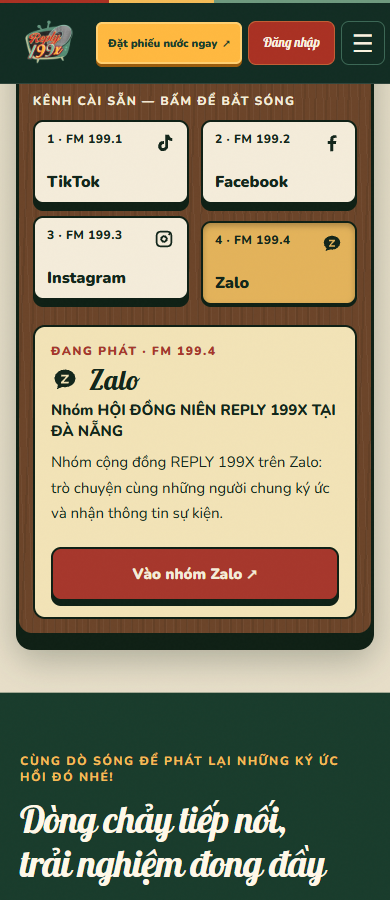 Reply
199x
Đặt phiếu nước ngay ↗
Đăng nhập
KÊNH CÀI SẴN — BẤM ĐỂ BẮT SÓNG
1 · FM 199.1
TikTok
2 · FM 199.2
Facebook
3 · FM 199.3
Instagram
4 · FM 199.4
Z
Zalo
ĐANG PHÁT · FM 199.4
Z Zalo
Nhóm HỘI ĐỒNG NIÊN REPLY 199X TẠI
ĐÀ NẴNG
Nhóm cộng đồng REPLY 199X trên Zalo:
trò chuyện cùng những người chung ký ức
và nhận thông tin sự kiện.
Vào nhóm Zalo ↗
CÙNG DÒ SÓNG ĐỂ PHÁT LẠI NHỮNG KÝ ỨC
HỒI ĐÓ NHÉ!
Dòng chảy tiếp nối,
trải nghiệm đong đầy